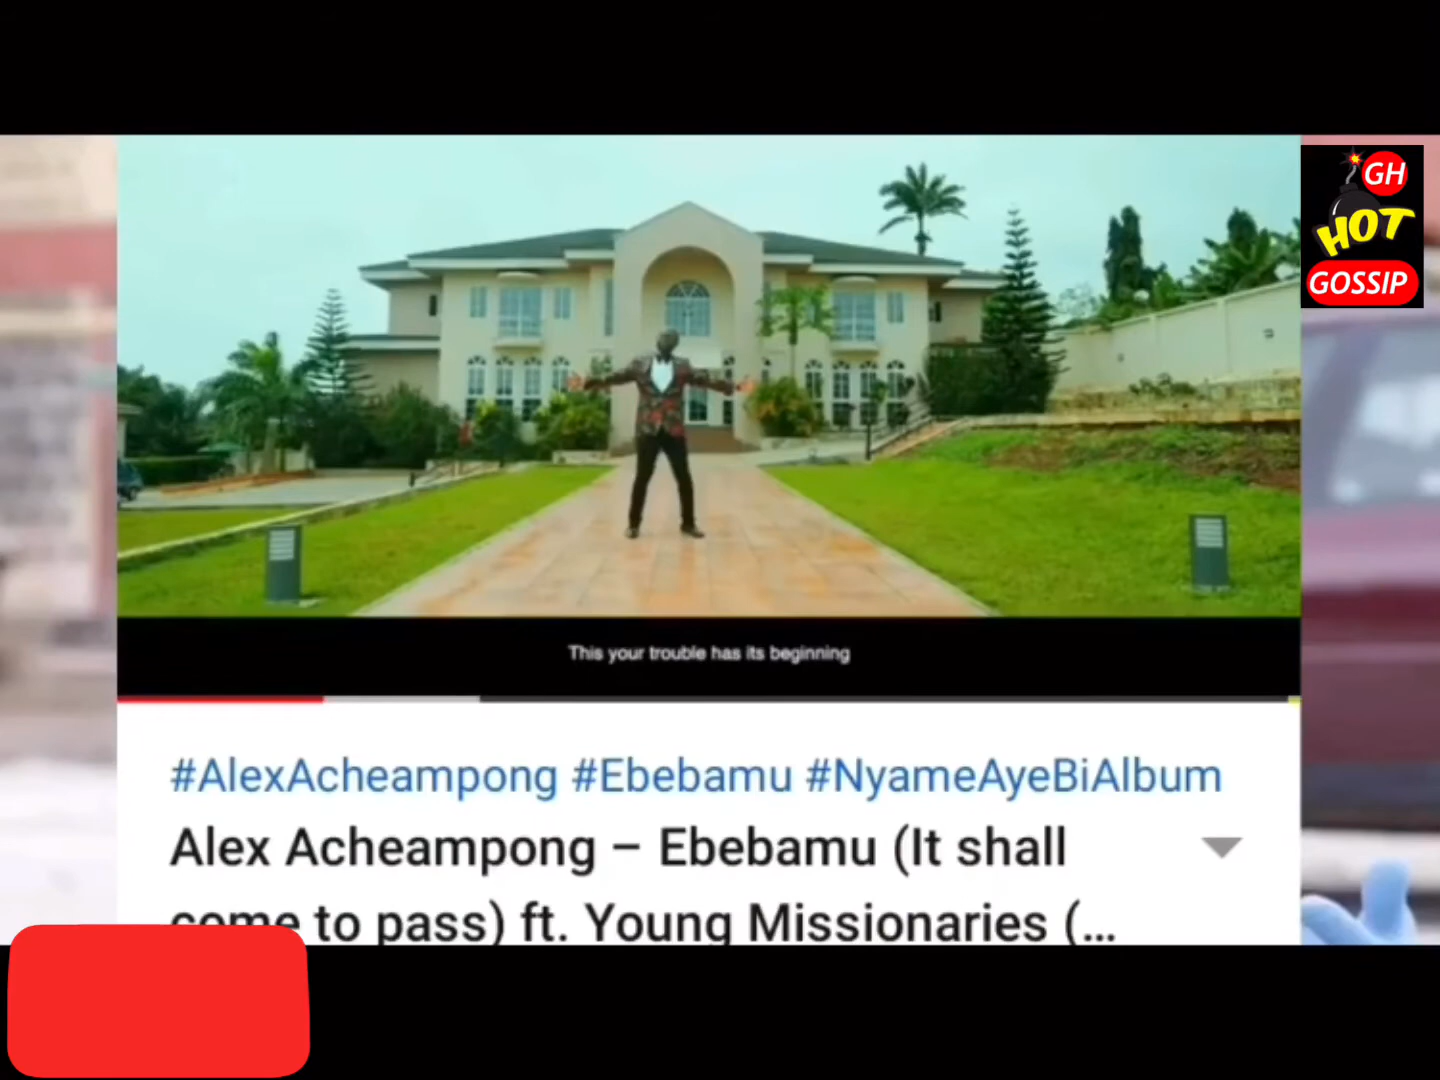 GH
HOT
GOSSIP
This your trouble has its beginning
#AlexAcheampong #Ebebamu #NyameAyeBiAlbum
Alex Acheampong – Ebebamu (It shall
come to pass) ft. Young Missionaries (...